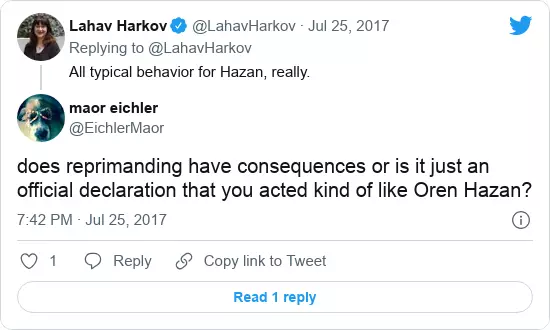 Lahav Harkov @LahavHarkov · Jul 25, 2017
Replying to @LahavHarkov
All typical behavior for Hazan, really.
maor eichler
@EichlerMaor
does reprimanding have consequences or is it just an
official declaration that you acted kind of like Oren Hazan?
7:42 PM · Jul 25, 2017
1 Reply Copy link to Tweet
Read 1 reply